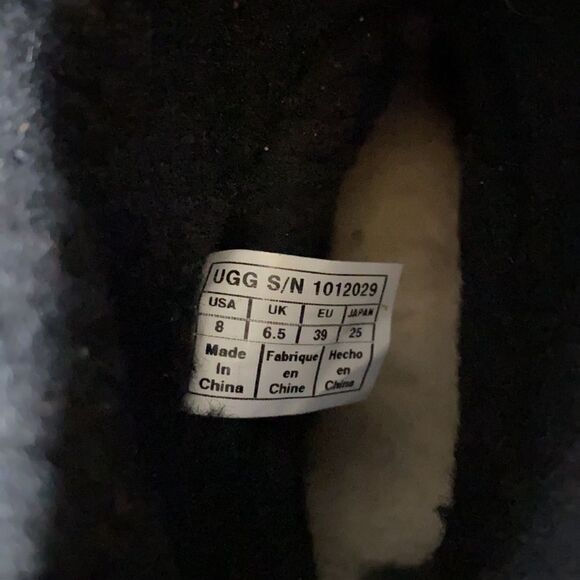 UGG S/N 1012029
USA UK EU JAPAN
8 6.5 39 25
Made Fabrique Hecho
in en en
China Chine China